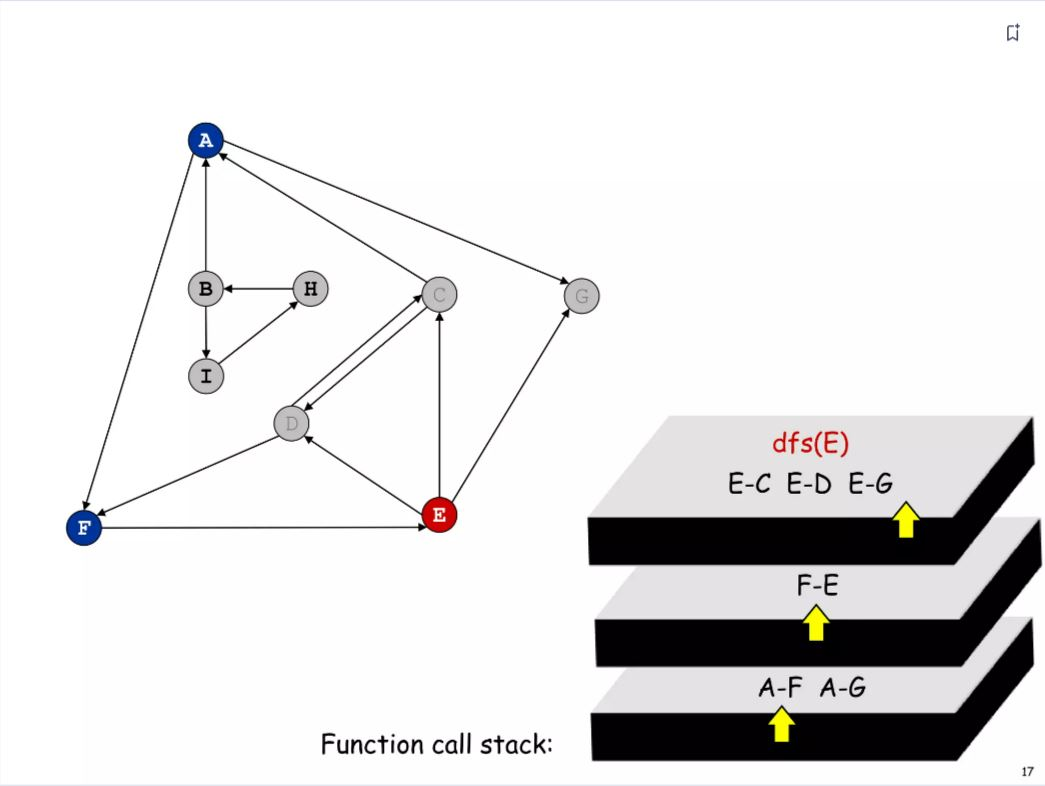 A
B
H
C
G
I
D
F
E
dfs(E)
E-C E-D E-G
F-E
A-F A-G
Function call stack:
17